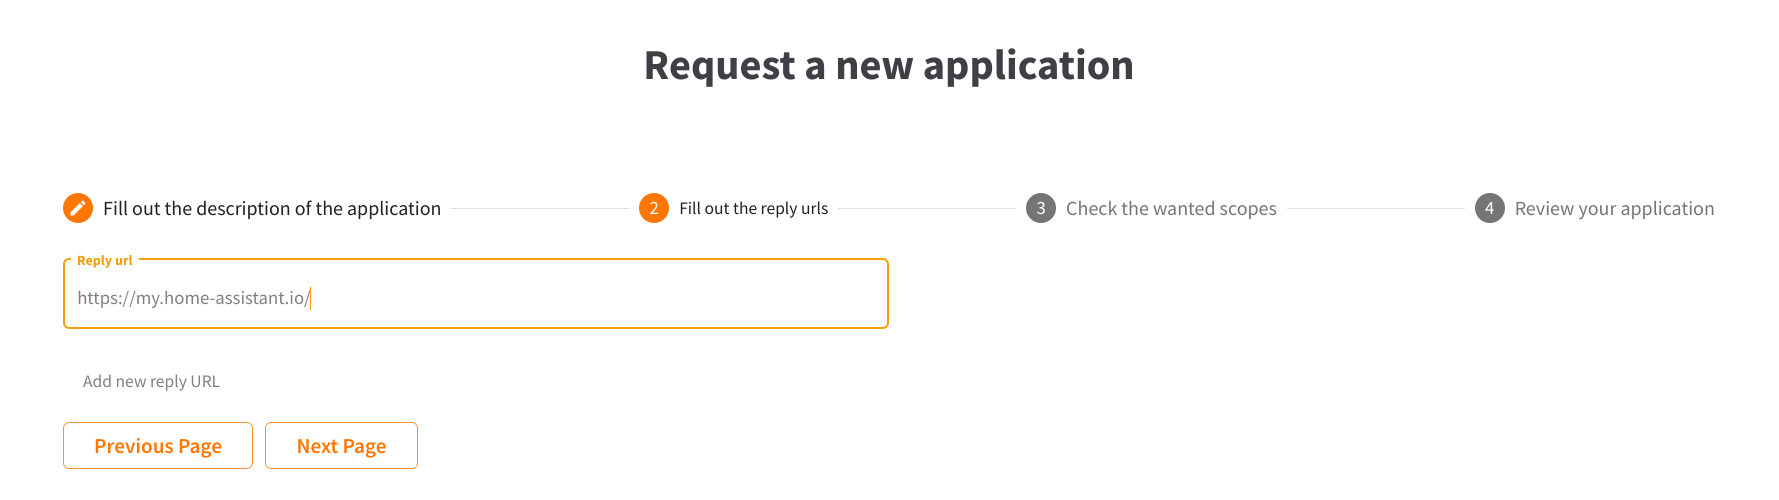 Request a new application
Fill out the description of the application
2 Fill out the reply urls
3 Check the wanted scopes
4 Review your application
Reply url
https://my.home-assistant.io/
Add new reply URL
Previous Page
Next Page